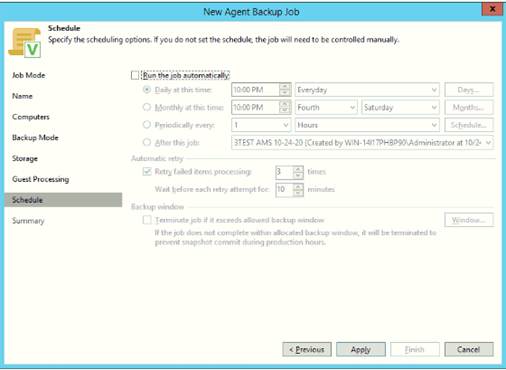 New Agent Backup Job
x
Schedule
Specify the scheduling options. If you do not set the schedule, the job will need to be controlled manually.
V
Job Mode
Name
Computers
Backup Mode
Storage
Guest Processing
Schedule
Summary
Run the job automatically
Daily at this time: 10:00 PM Everyday Days...
Monthly at this time: 10:00 PM Fourth Saturday Months...
Periodically every: 1 Hours Schedule...
After this job: 3TEST AMS 10-24-20 (Created by WIN-14I17PH8P90\Administrator at 10/2
Automatic retry
Retry failed items processing: 3 times
Wait before each retry attempt for: 10 minutes
Backup window
Terminate job if it exceeds allowed backup window Window...
If the job does not complete within allocated backup window, it will be terminated to
prevent snapshot commit during production hours.
< Previous Apply Finish Cancel